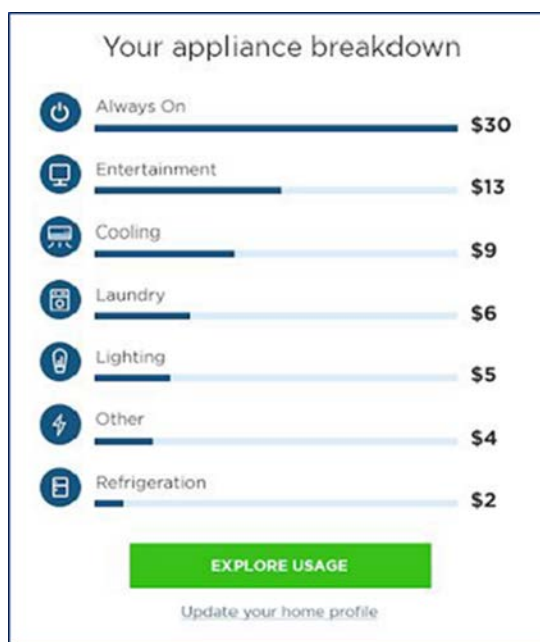 Your appliance breakdown
Always On
$30
Entertainment
$13
Cooling
$9
Laundry
$6
Lighting
$5
Other
$4
Refrigeration
$2
EXPLORE USAGE
Update your home profile